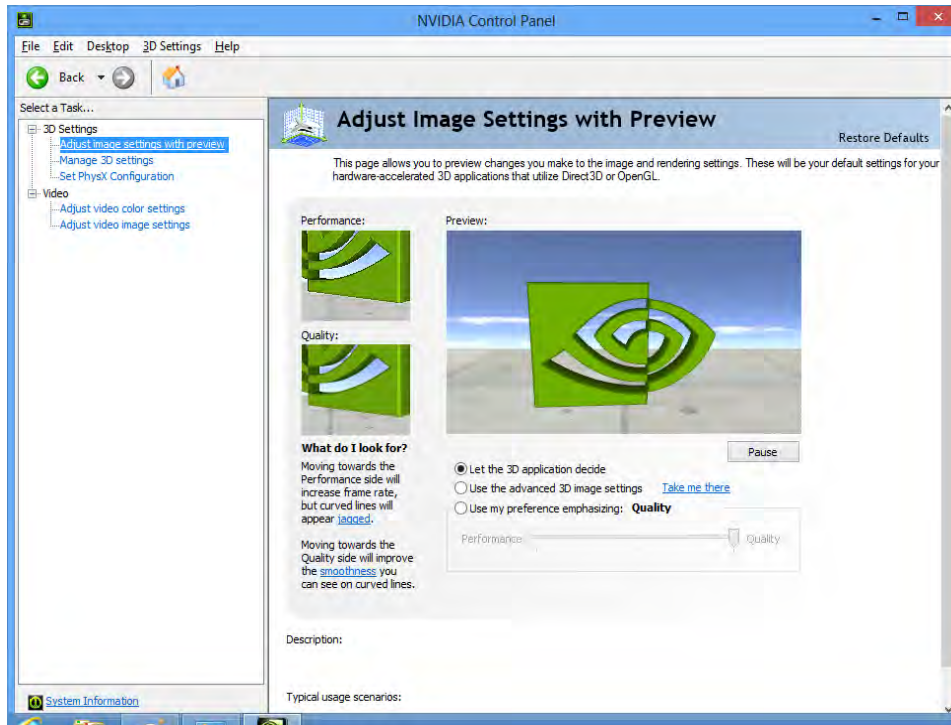 NVIDIA Control Panel
File Edit Desktop 3D Settings Help
Back
Select a Task...
3D Settings
Adjust image settings with preview
Manage 3D settings
Set PhysX Configuration
Video
Adjust video color settings
Adjust video image settings
System Information
Adjust Image Settings with Preview
Restore Defaults
This page allows you to preview changes you make to the image and rendering settings. These will be your default settings for your
hardware-accelerated 3D applications that utilize Direct3D or OpenGL.
Performance:
Quality:
What do I look for?
Moving towards the
Performance side will
increase frame rate,
but curved lines will
appear jagged.
Moving towards the
Quality side will improve
the smoothness you
can see on curved lines.
Preview:
Pause
Let the 3D application decide
Use the advanced 3D image settings Take me there
Use my preference emphasizing: Quality
Performance Quality
Description:
Typical usage scenarios: